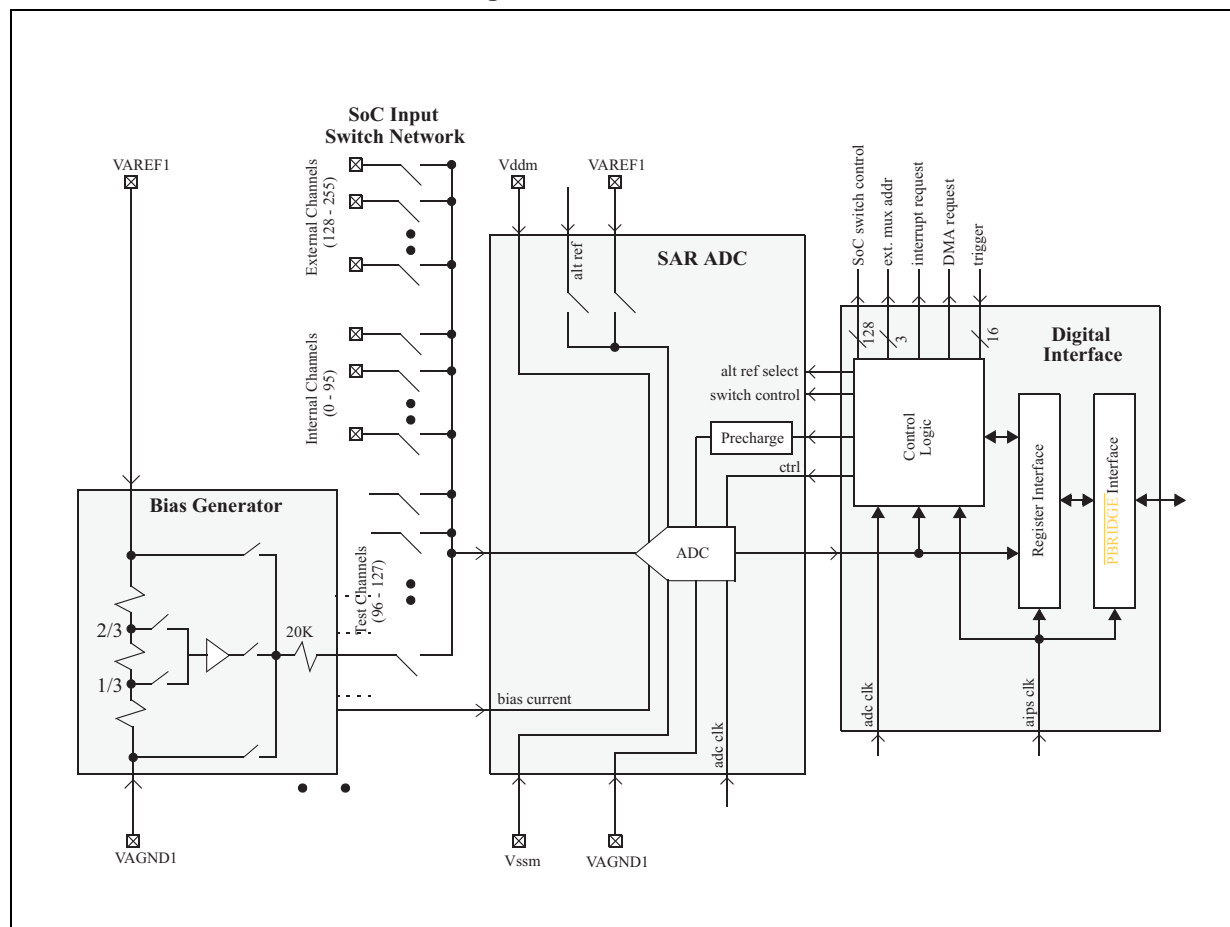 SoC Input
Switch Network
VAREF1
External Channels
(128 - 255)
Internal Channels
(0 - 95)
Test Channels
(96 - 127)
Vddm
VAREF1
alt ref
SAR ADC
SoC switch control
ext. mux addr
interrupt request
DMA request
trigger
128
3
16
Digital
Interface
alt ref select
switch control
Precharge
ctrl
Control
Logic
Register Interface
PBRIDGE Interface
Bias Generator
ADC
2/3
1/3
20K
bias current
adc clk
adc clk
aips clk
VAGND1
Vssm
VAGND1